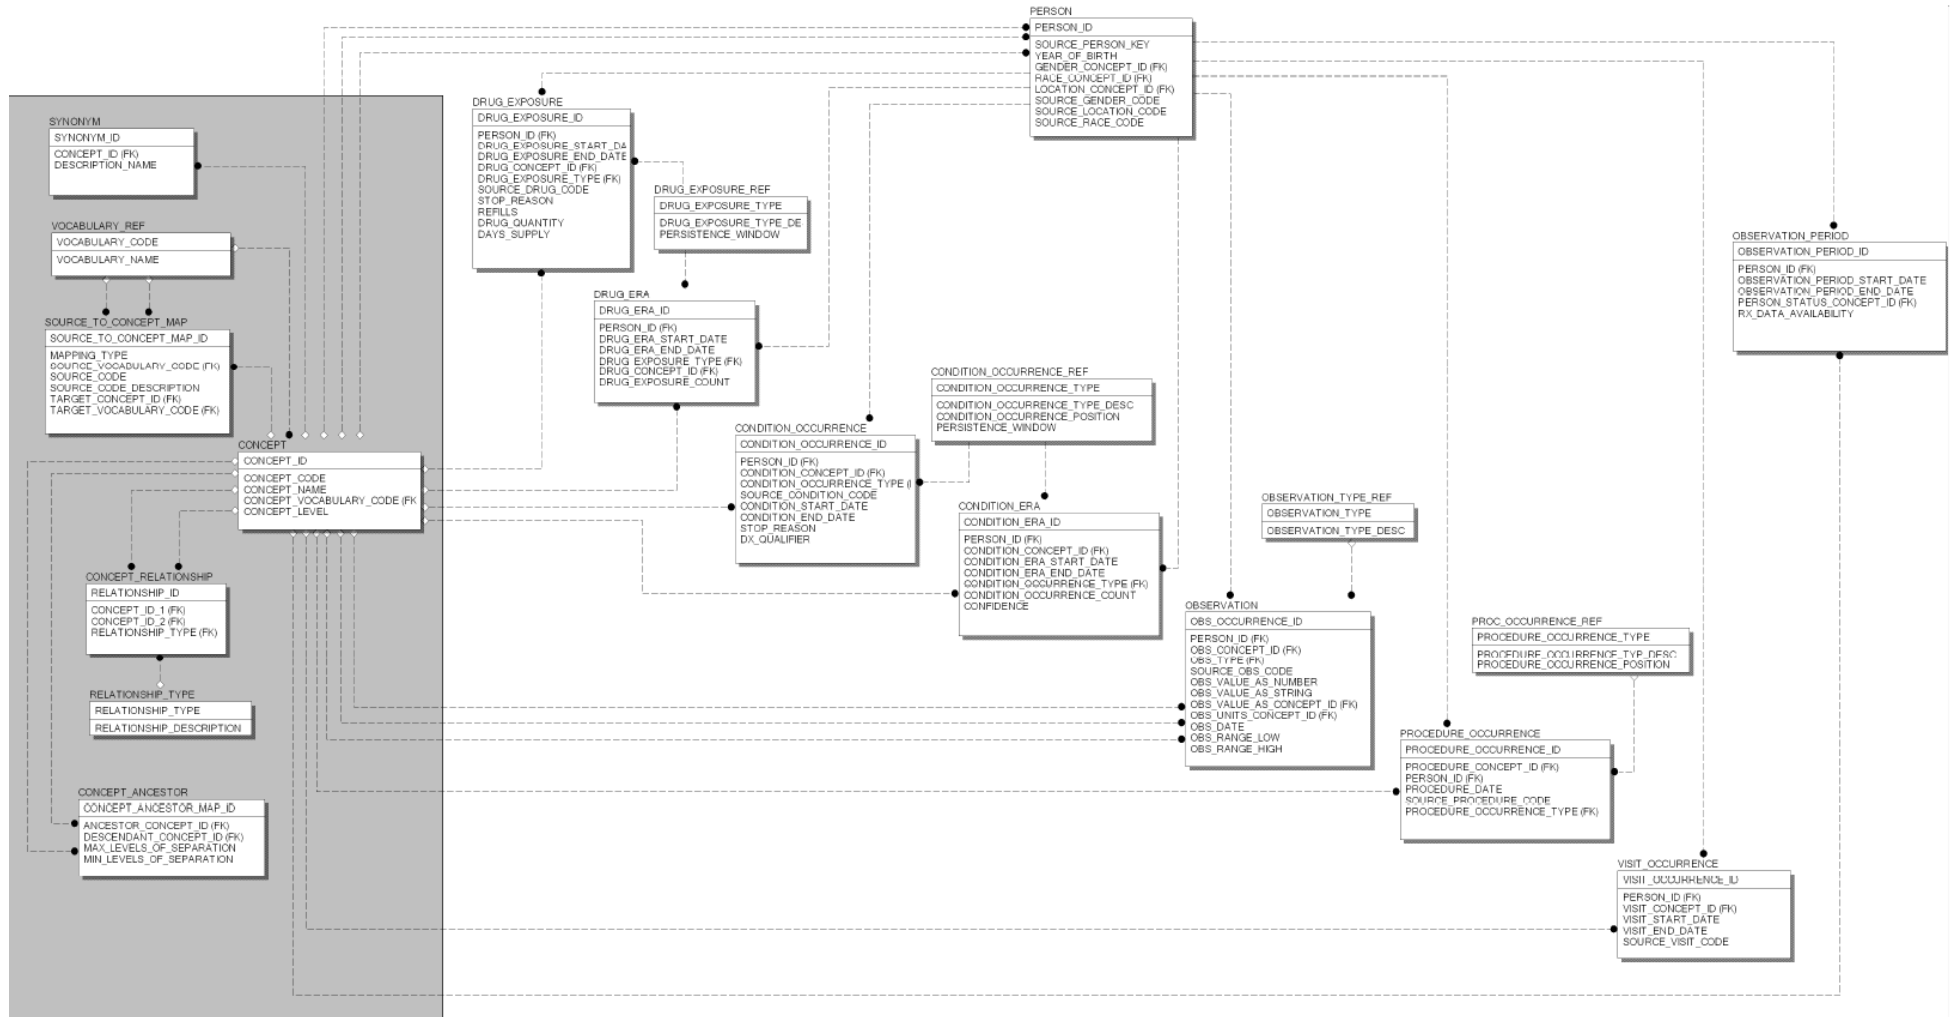 PERSON
PERSON_ID
SOURCE_PERSON_KEY
YEAR_OF_BIRTH
GENDER_CONCEPT_ID (FK)
RACE_CONCEPT_ID (FK)
LOCATION_CONCEPT_ID (FK)
SOURCE_GENDER_CODE
SOURCE_LOCATION_CODE
SOURCE_RACE_CODE
DRUG_EXPOSURE
DRUG_EXPOSURE_ID
PERSON_ID (FK)
DRUG_EXPOSURE_START_DA
DRUG_EXPOSURE_END_DATE
DRUG_CONCEPT_ID (FK)
DRUG_EXPOSURE_TYPE (FK)
SOURCE_DRUG_CODE
STOP_REASON
REFILLS
DRUG_QUANTITY
DAYS_SUPPLY
SYNONYM
SYNONYM_ID
CONCEPT_ID (FK)
DESCRIPTION_NAME
DRUG_EXPOSURE_REF
DRUG_EXPOSURE_TYPE
DRUG_EXPOSURE_TYPE_DE
PERSISTENCE_WINDOW
VOCABULARY_REF
VOCABULARY_CODE
VOCABULARY_NAME
OBSERVATION_PERIOD
OBSERVATION_PERIOD_ID
PERSON_ID (FK)
OBSERVATION_PERIOD_START_DATE
OBSERVATION_PERIOD_END_DATE
PERSON_STATUS_CONCEPT_ID (FK)
RX_DATA_AVAILABILITY
DRUG_ERA
DRUG_ERA_ID
PERSON_ID (FK)
DRUG_ERA_START_DATE
DRUG_ERA_END_DATE
DRUG_EXPOSURE_TYPE (FK)
DRUG_CONCEPT_ID (FK)
DRUG_EXPOSURE_COUNT
SOURCE_TO_CONCEPT_MAP
SOURCE_TO_CONCEPT_MAP_ID
MAPPING_TYPE
SOURCE_VOCABULARY_CODE (FK)
SOURCE_CODE
SOURCE_CODE_DESCRIPTION
TARGET_CONCEPT_ID (FK)
TARGET_VOCABULARY_CODE (FK)
CONDITION_OCCURRENCE_REF
CONDITION_OCCURRENCE_TYPE
CONDITION_OCCURRENCE_TYPE_DESC
CONDITION_OCCURRENCE_POSITION
PERSISTENCE_WINDOW
CONDITION_OCCURRENCE
CONDITION_OCCURRENCE_ID
PERSON_ID (FK)
CONDITION_CONCEPT_ID (FK)
CONDITION_OCCURRENCE_TYPE (
SOURCE_CONDITION_CODE
CONDITION_START_DATE
CONDITION_END_DATE
STOP_REASON
DX_QUALIFIER
CONCEPT
CONCEPT_ID
CONCEPT_CODE
CONCEPT_NAME
CONCEPT_VOCABULARY_CODE (FK
CONCEPT_LEVEL
OBSERVATION_TYPE_REF
OBSERVATION_TYPE
OBSERVATION_TYPE_DESC
CONDITION_ERA
CONDITION_ERA_ID
PERSON_ID (FK)
CONDITION_CONCEPT_ID (FK)
CONDITION_ERA_START_DATE
CONDITION_ERA_END_DATE
CONDITION_OCCURRENCE_TYPE (FK)
CONDITION_OCCURRENCE_COUNT
CONFIDENCE
CONCEPT_RELATIONSHIP
RELATIONSHIP_ID
CONCEPT_ID_1 (FK)
CONCEPT_ID_2 (FK)
RELATIONSHIP_TYPE (FK)
OBSERVATION
OBS_OCCURRENCE_ID
PERSON_ID (FK)
OBS_CONCEPT_ID (FK)
OBS_TYPE (FK)
SOURCE_OBS_CODE
OBS_VALUE_AS_NUMBER
OBS_VALUE_AS_STRING
OBS_VALUE_AS_CONCEPT_ID (FK)
OBS_UNITS_CONCEPT_ID (FK)
OBS_DATE
OBS_RANGE_LOW
OBS_RANGE_HIGH
PROC_OCCURRENCE_REF
PROCEDURE_OCCURRENCE_TYPE
PROCEDURE_OCCURRENCE_TYP_DESC
PROCEDURE_OCCURRENCE_POSITION
RELATIONSHIP_TYPE
RELATIONSHIP_TYPE
RELATIONSHIP_DESCRIPTION
PROCEDURE_OCCURRENCE
PROCEDURE_OCCURRENCE_ID
PROCEDURE_CONCEPT_ID (FK)
PERSON_ID (FK)
PROCEDURE_DATE
SOURCE_PROCEDURE_CODE
PROCEDURE_OCCURRENCE_TYPE (FK)
CONCEPT_ANCESTOR
CONCEPT_ANCESTOR_MAP_ID
ANCESTOR_CONCEPT_ID (FK)
DESCENDANT_CONCEPT_ID (FK)
MAX_LEVELS_OF_SEPARATION
MIN_LEVELS_OF_SEPARATION
VISIT_OCCURRENCE
VISIT_OCCURRENCE_ID
PERSON_ID (FK)
VISIT_CONCEPT_ID (FK)
VISIT_START_DATE
VISIT_END_DATE
SOURCE_VISIT_CODE